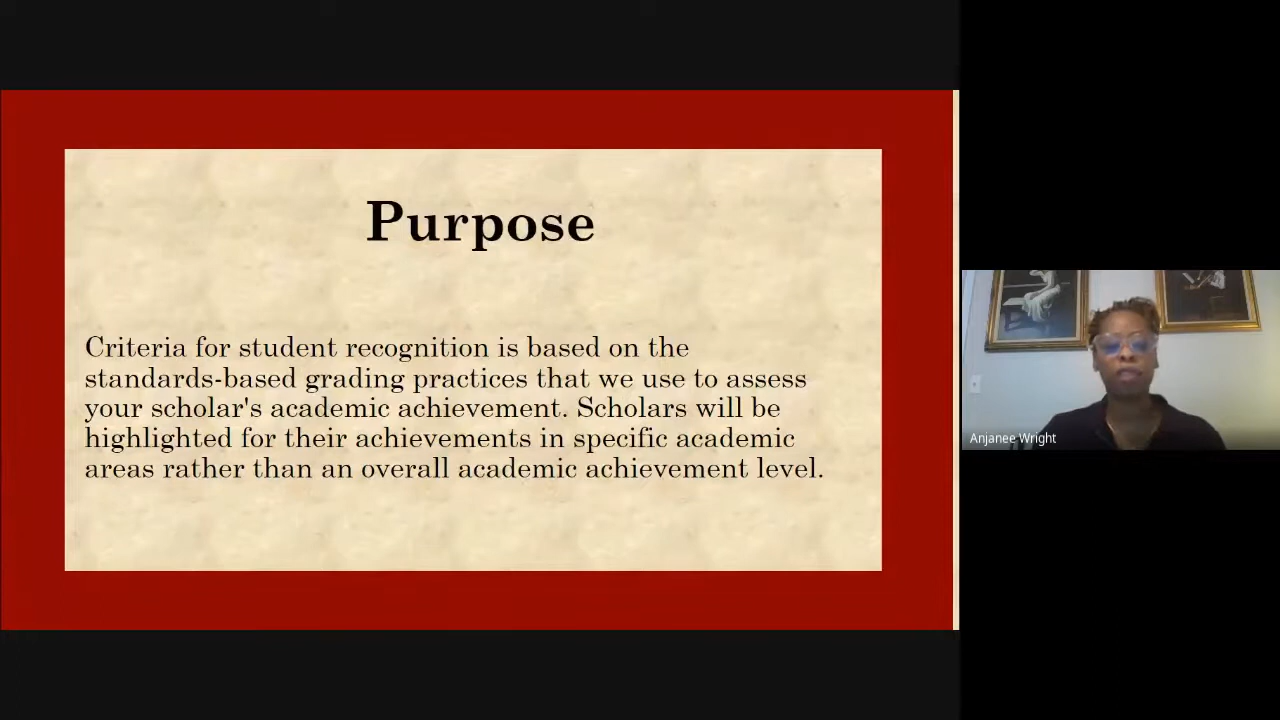 Purpose
Criteria for student recognition is based on the
standards-based grading practices that we use to assess
your scholar's academic achievement. Scholars will be
highlighted for their achievements in specific academic
areas rather than an overall academic achievement level.
Anjanee Wright